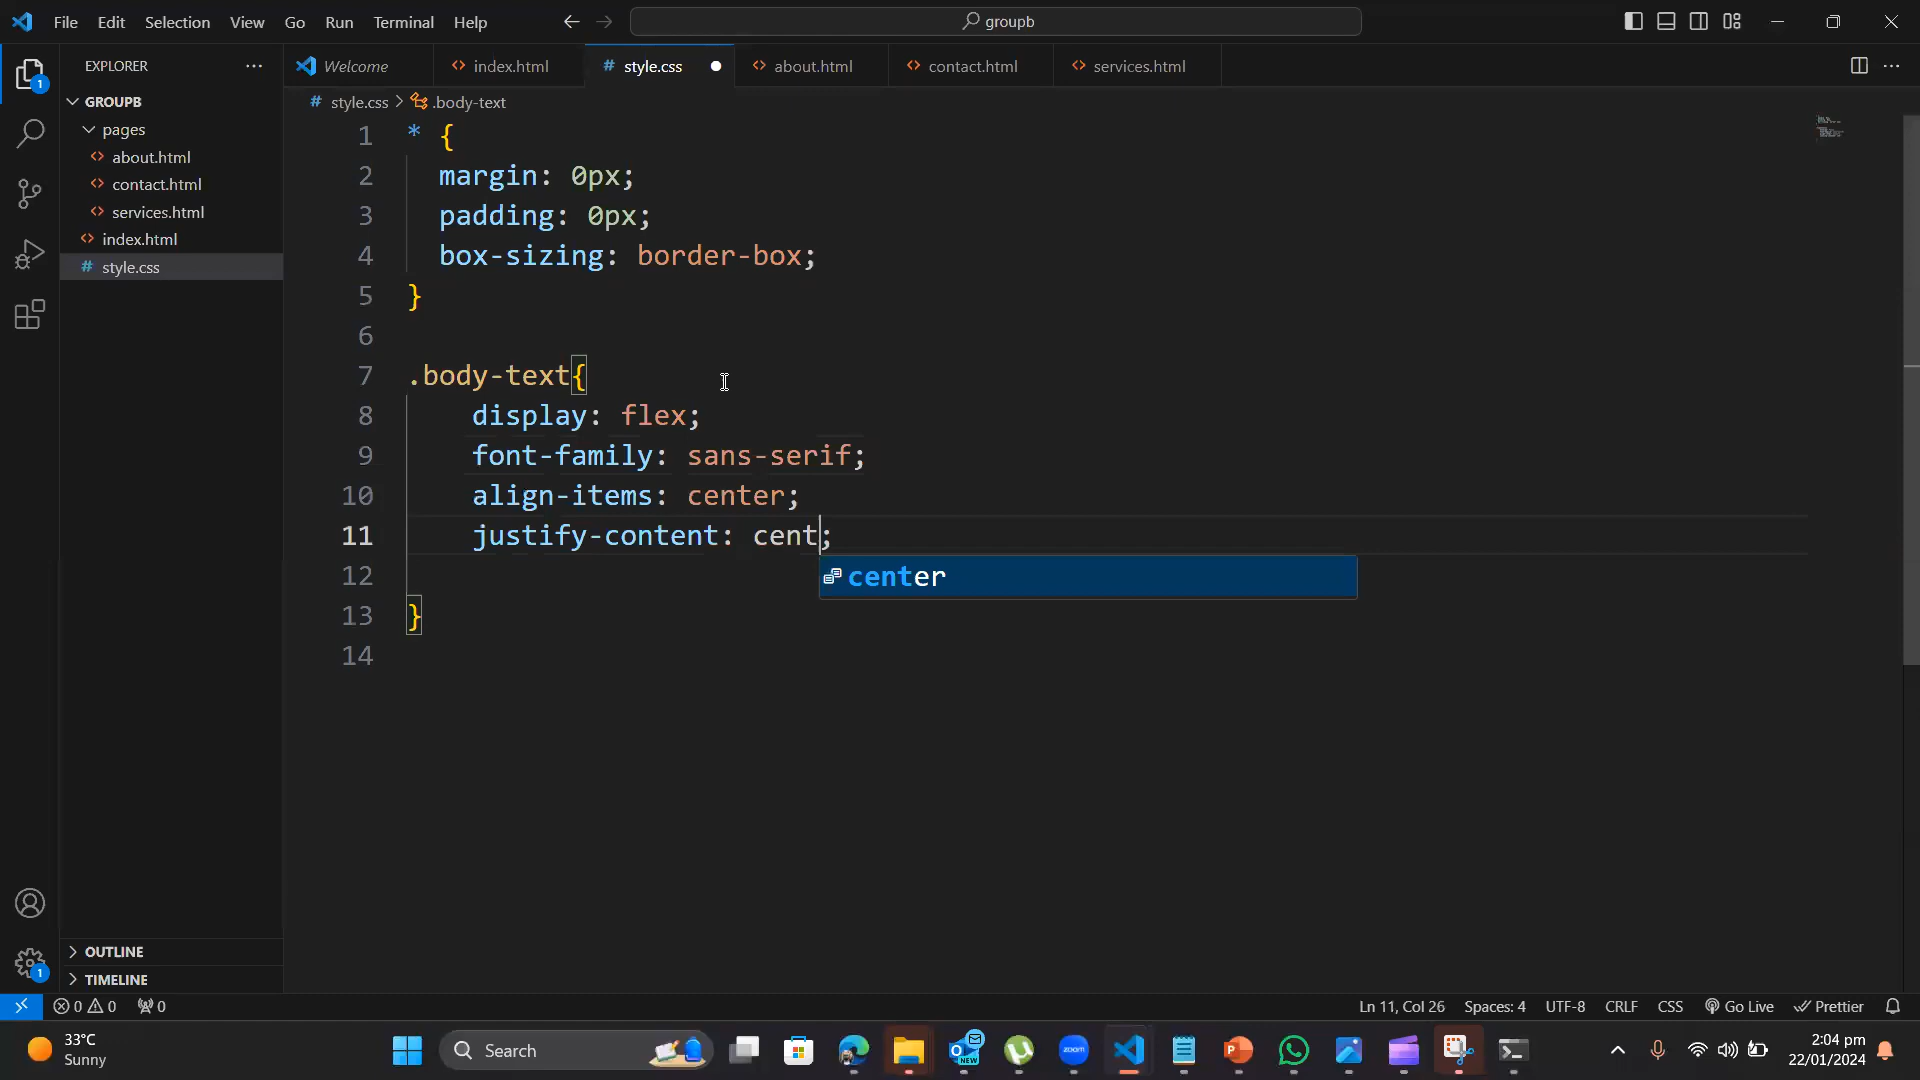 File Edit Selection View Go Run Terminal Help
groupb
EXPLORER
Welcome
index.html
style.css
about.html
contact.html
services.html
GROUPB
pages
about.html
contact.html
services.html
index.html
style.css
style.css > .body-text
1 * {
2 margin: 0px;
3 padding: 0px;
4 box-sizing: border-box;
5 }
6
7 .body-text{
8 display: flex;
9 font-family: sans-serif;
10 align-items: center;
11 justify-content: cent;
center
12
13 }
14
1
1
OUTLINE
TIMELINE
0 0 0
Ln 11, Col 26 Spaces: 4 UTF-8 CRLF CSS Go Live Prettier
33°C
Sunny
Search
NEW
zoom
2:04 pm
22/01/2024